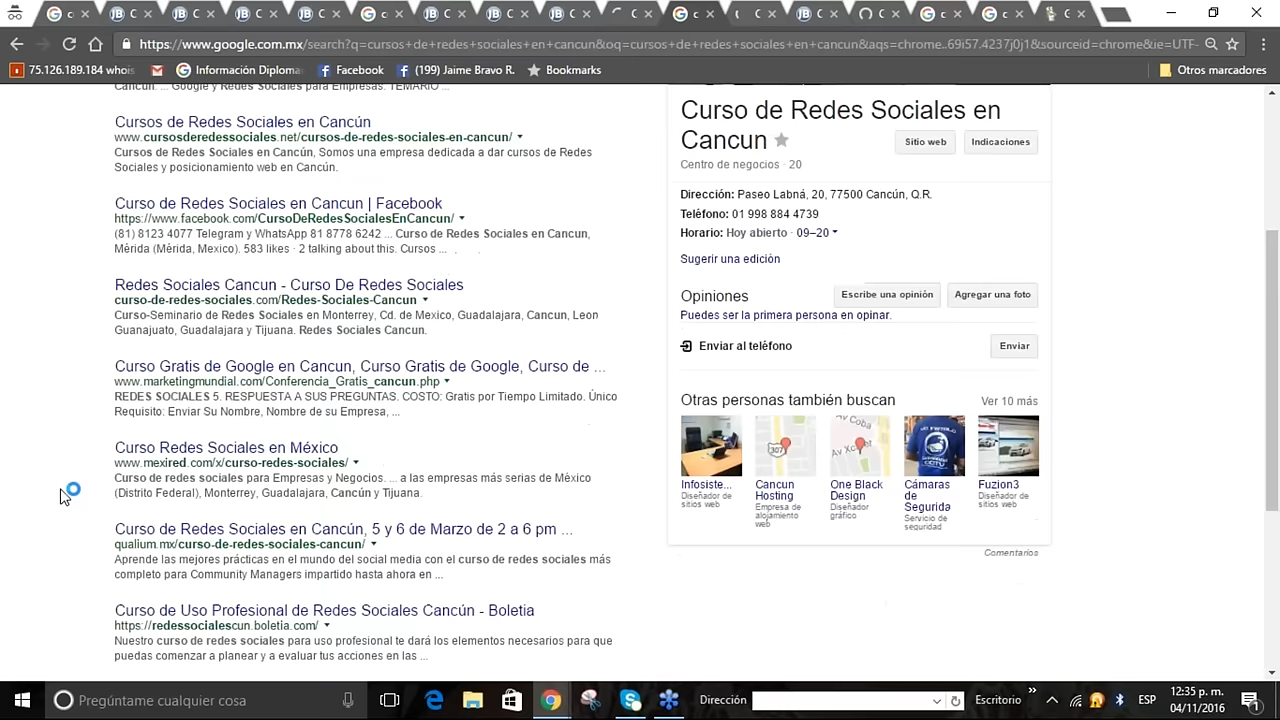 https://www.google.com.mx/search?q=cursos+de+redes+sociales+en+cancun&oq=cursos+de+redes+sociales+en+cancun&aqs=chrome..69i57.4237j0j1&sourceid=chrome&ie=UTF-
75.126.189.184 whois
Información Diploma
Facebook
(199) Jaime Bravo R.
Bookmarks
Otros marcadores
Cancún. ... Google y Redes Sociales para Empresas. TEMARIO ...
Cursos de Redes Sociales en Cancún
www.cursosderedessociales.net/cursos-de-redes-sociales-en-cancun/
Cursos de Redes Sociales en Cancún, Somos una empresa dedicada a dar cursos de Redes
Sociales y posicionamiento web en Cancún.
Curso de Redes Sociales en Cancun | Facebook
https://www.facebook.com/CursoDeRedesSocialesEnCancun/
(81) 8123 4077 Telegram y WhatsApp 81 8778 6242 ... Curso de Redes Sociales en Cancun,
Mérida (Mérida, Mexico). 583 likes · 2 talking about this. Cursos ...
Redes Sociales Cancun - Curso De Redes Sociales
curso-de-redes-sociales.com/Redes-Sociales-Cancun
Curso-Seminario de Redes Sociales en Monterrey, Cd. de Mexico, Guadalajara, Cancun, Leon
Guanajuato, Guadalajara y Tijuana. Redes Sociales Cancun.
Curso Gratis de Google en Cancun, Curso Gratis de Google, Curso de ...
www.marketingmundial.com/Conferencia_Gratis_cancun.php
REDES SOCIALES 5. RESPUESTA A SUS PREGUNTAS. COSTO: Gratis por Tiempo Limitado. Único
Requisito: Enviar Su Nombre, Nombre de su Empresa, ...
Curso Redes Sociales en México
www.mexired.com/x/curso-redes-sociales/
Curso de redes sociales para Empresas y Negocios. ... a las empresas más serias de México
(Distrito Federal), Monterrey, Guadalajara, Cancún y Tijuana.
Curso de Redes Sociales en Cancún, 5 y 6 de Marzo de 2 a 6 pm ...
qualium.mx/curso-de-redes-sociales-cancun/
Aprende las mejores prácticas en el mundo del social media con el curso de redes sociales más
completo para Community Managers impartido hasta ahora en ...
Curso de Uso Profesional de Redes Sociales Cancún - Boletia
https://redessocialescun.boletia.com/
Nuestro curso de redes sociales para uso profesional te dará los elementos necesarios para que
puedas comenzar a planear y a evaluar tus acciones en las ...
Curso de Redes Sociales en
Cancun
Sitio web
Indicaciones
Centro de negocios · 20
Dirección: Paseo Labná, 20, 77500 Cancún, Q.R.
Teléfono: 01 998 884 4739
Horario: Hoy abierto · 09–20
Sugerir una edición
Opiniones
Escribe una opinión
Agregar una foto
Puedes ser la primera persona en opinar.
Enviar al teléfono
Enviar
Otras personas también buscan
Ver 10 más
Infosiste...
Diseñador de
sitios web
Cancun
Hosting
Empresa de
alojamiento
web
One Black
Design
Diseñador
gráfico
Cámaras
de
Segurida
Servicio de
seguridad
Fuzion3
Diseñador de
sitios web
Comentarios
Pregúntame cualquier cosa
Dirección
Escritorio
ESP
12:35 p. m.
04/11/2016